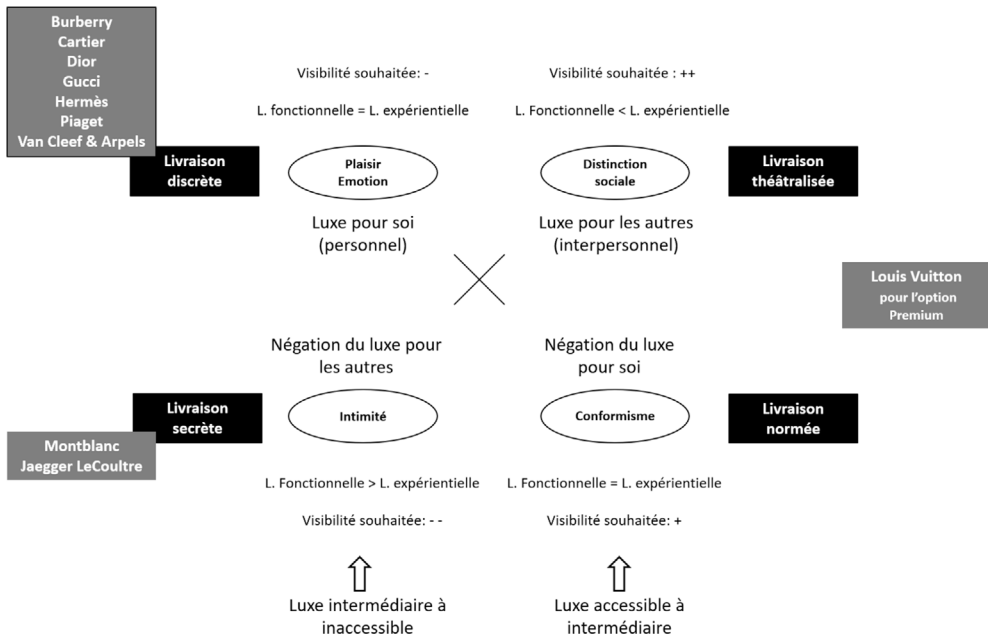 Burberry
Cartier
Dior
Gucci
Hermès
Piaget
Van Cleef & Arpels
Visibilité souhaitée: -
Visibilité souhaitée : ++
L. fonctionnelle = L. expérientielle
L. Fonctionnelle < L. expérientielle
Livraison
discrète
Plaisir
Emotion
Distinction
sociale
Livraison
théâtralisée
Luxe pour soi
(personnel)
Luxe pour les autres
(interpersonnel)
Louis Vuitton
pour l'option
Premium
Négation du luxe pour
les autres
Négation du luxe
pour soi
Livraison
secrète
Intimité
Conformisme
Livraison
normée
Montblanc
Jaegger LeCoultre
L. Fonctionnelle > L. expérientielle
L. Fonctionnelle = L. expérientielle
Visibilité souhaitée: - -
Visibilité souhaitée: +
Luxe intermédiaire à
inaccessible
Luxe accessible à
intermédiaire